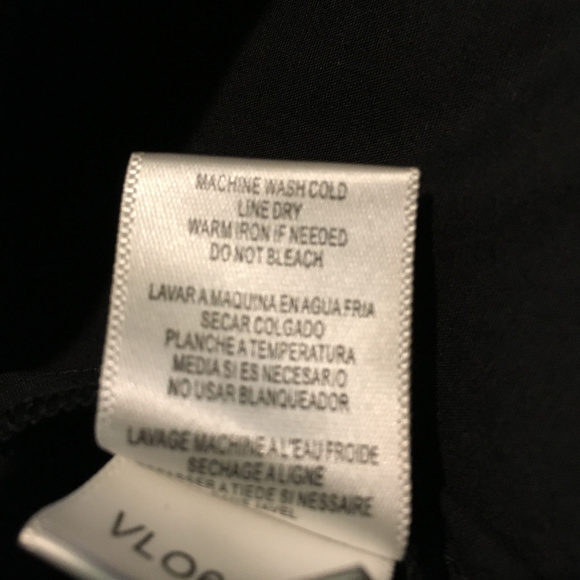 MACHINE WASH COLD
LINE DRY
WARM IRON IF NEEDED
DO NOT BLEACH
LAVAR A MAQUINA EN AGUA FRIA
SECAR COLGADO
PLANCHE A TEMPERATURA
MEDIA SI ES NECESARIO
NO USAR BLANQUEADOR
LAVAGE MACHINE A L'EAU FROIDE
SECHAGE A LIGNE
A TIEDE SI NESSAIRE